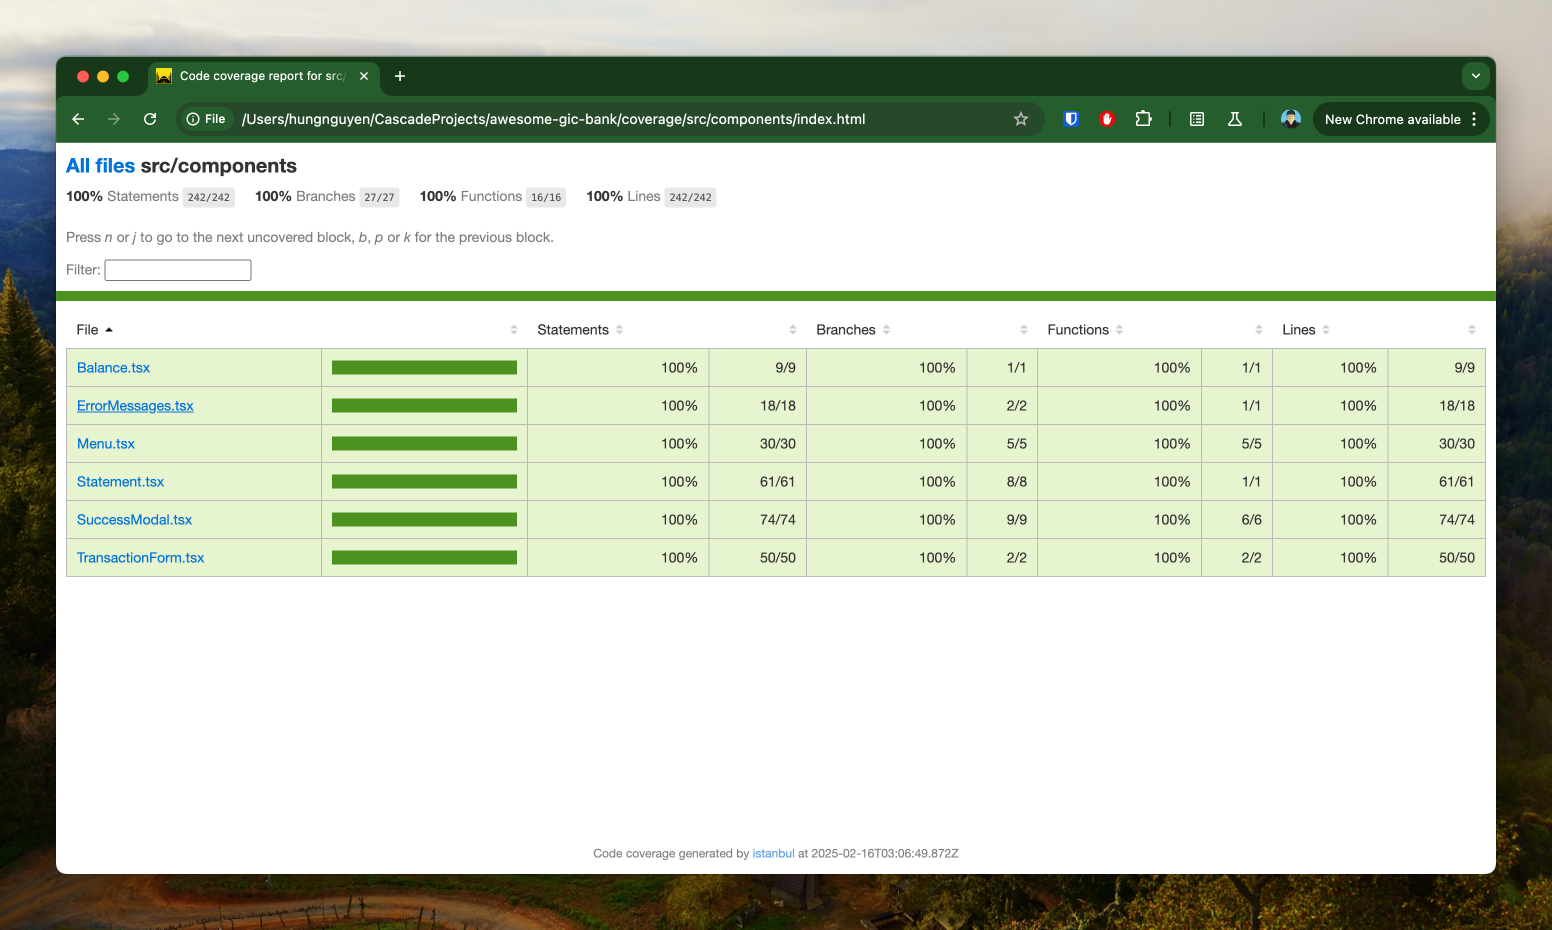 Code coverage report for src/
File /Users/hungnguyen/CascadeProjects/awesome-gic-bank/coverage/src/components/index.html New Chrome available
All files src/components
100% Statements 242/242 100% Branches 27/27 100% Functions 16/16 100% Lines 242/242
Press n or j to go to the next uncovered block, b, p or k for the previous block.
Filter:
File Statements Branches Functions Lines
Balance.tsx 100% 9/9 100% 1/1 100% 1/1 100% 9/9
ErrorMessages.tsx 100% 18/18 100% 2/2 100% 1/1 100% 18/18
Menu.tsx 100% 30/30 100% 5/5 100% 5/5 100% 30/30
Statement.tsx 100% 61/61 100% 8/8 100% 1/1 100% 61/61
SuccessModal.tsx 100% 74/74 100% 9/9 100% 6/6 100% 74/74
TransactionForm.tsx 100% 50/50 100% 2/2 100% 2/2 100% 50/50
Code coverage generated by istanbul at 2025-02-16T03:06:49.872Z